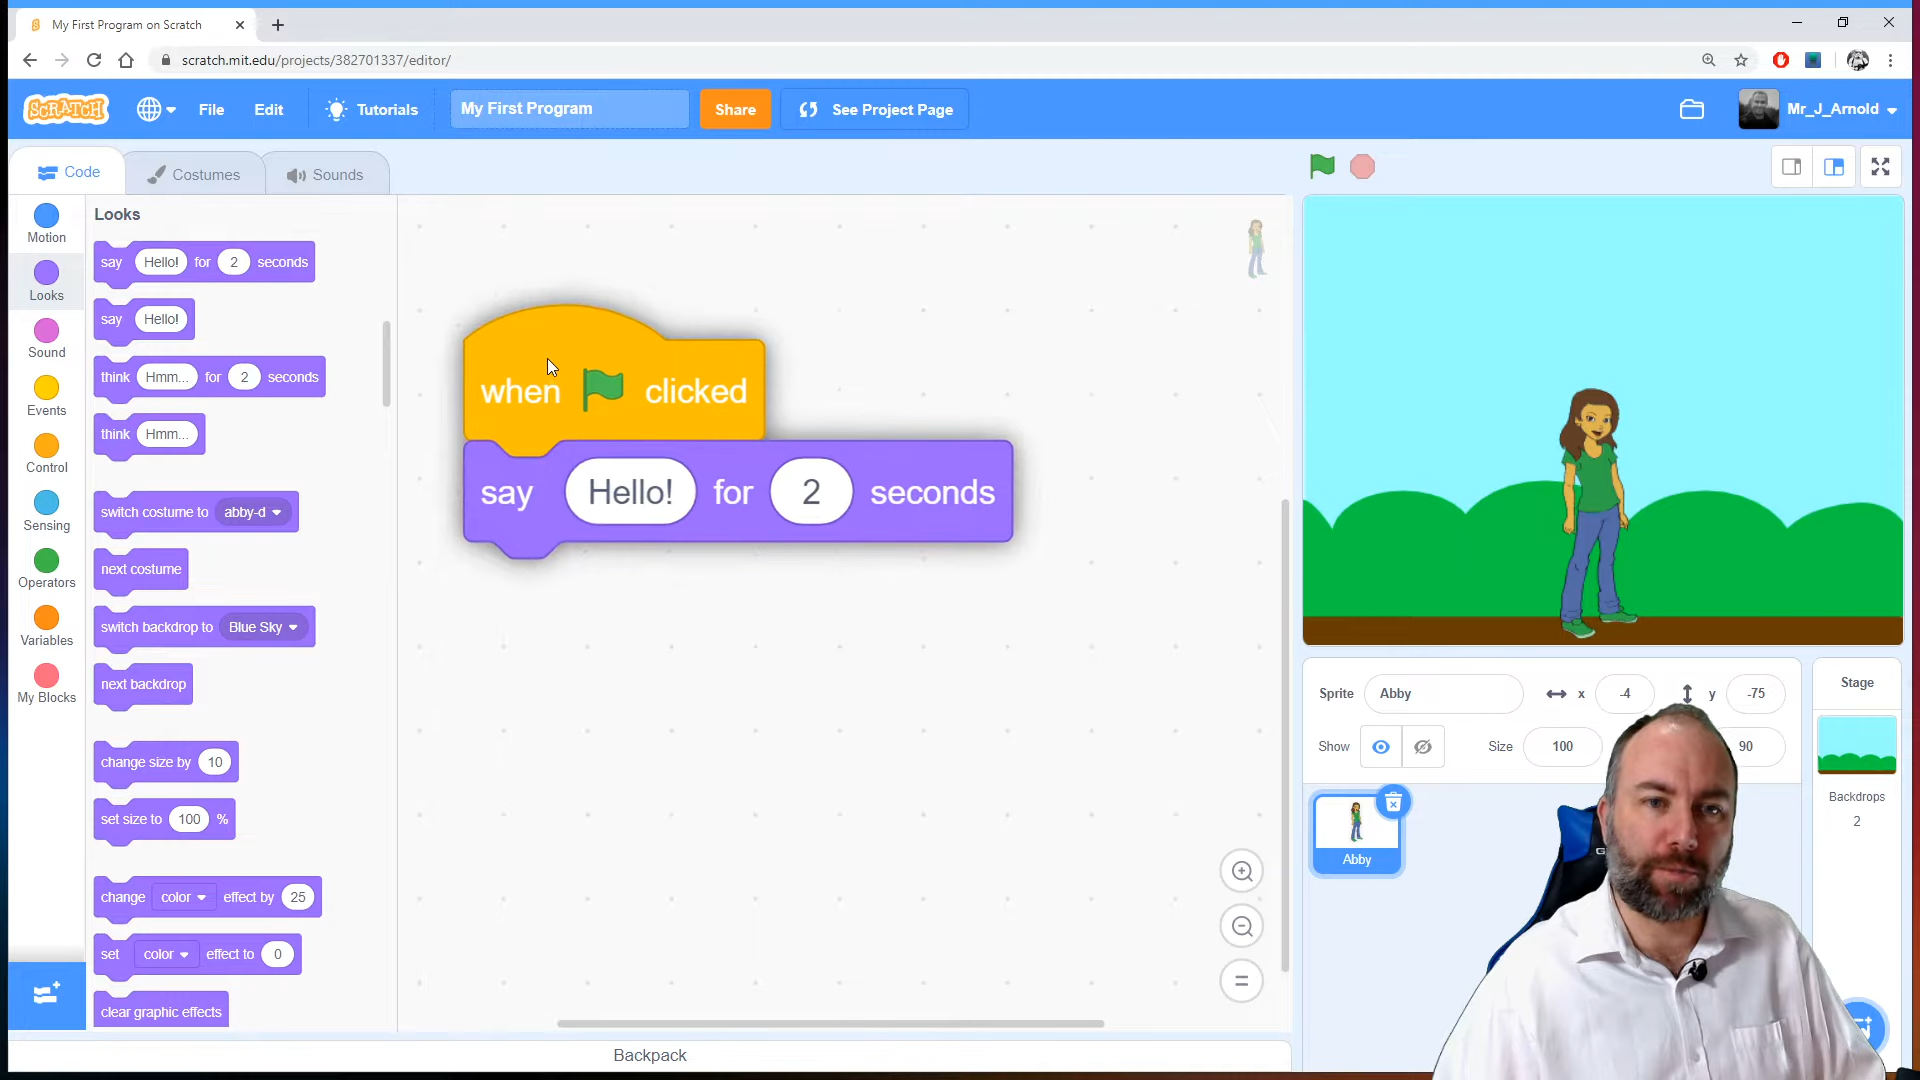 My First Program on Scratch
scratch.mit.edu/projects/382701337/editor/
SCRATCH
File
Edit
Tutorials
My First Program
Share
See Project Page
Mr_J_Arnold
Code
Costumes
Sounds
Motion
Looks
Sound
Events
Control
Sensing
Operators
Variables
My Blocks
Looks
say Hello! for 2 seconds
say Hello!
think Hmm... for 2 seconds
think Hmm...
switch costume to abby-d
next costume
switch backdrop to Blue Sky
next backdrop
change size by 10
set size to 100 %
change color effect by 25
set color effect to 0
clear graphic effects
when clicked
say Hello! for 2 seconds
Backpack
Sprite Abby x -4 y -75
Show Size 100 90
Abby
Stage
Backdrops
2